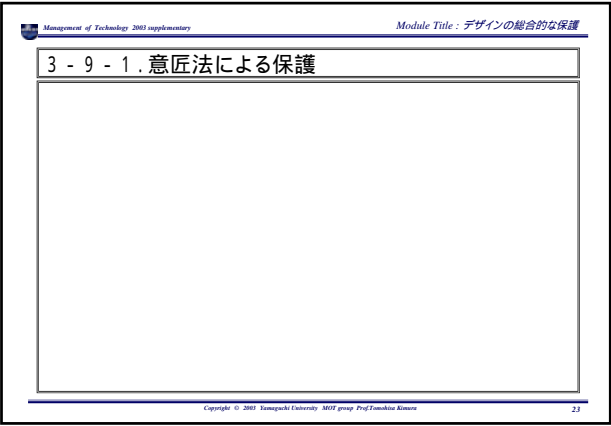 Management of Technology 2003 supplementary
Module Title : デザインの総合的な保護
3 - 9 - 1 . 意匠法による保護
Copyright © 2003 Yamaguchi University MOT group Prof.Tomohisa Kimura
23